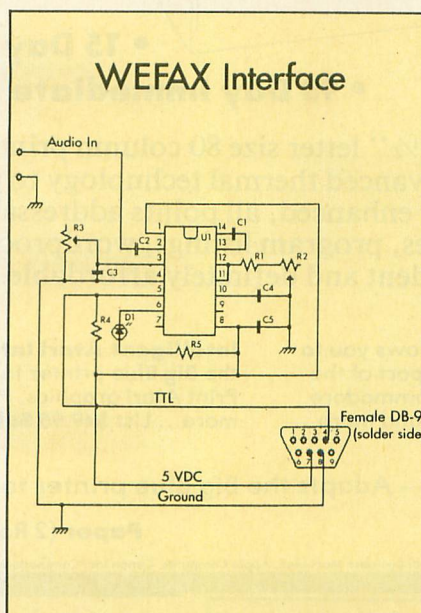 WEFAX Interface
Audio In
R3
C2
C3
R4
D1
R5
U1
1
2
3
4
5
6
7
14
13
12
11
10
9
8
C1
R1
R2
C4
C5
TTL
Female DB-9
(solder side
1 2 3 4 5
6 7 8 9
5 VDC
Ground